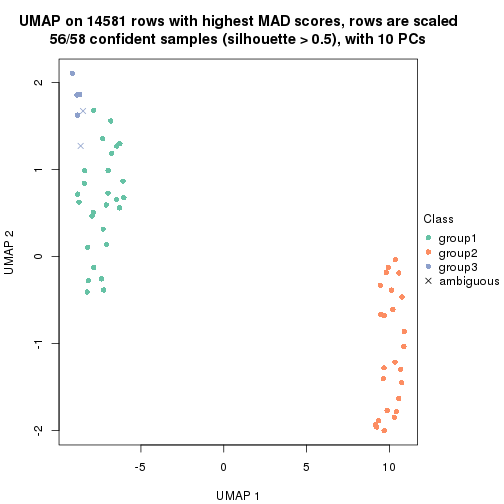 UMAP on 14581 rows with highest MAD scores, rows are scaled
56/58 confident samples (silhouette > 0.5), with 10 PCs
2
1
0
-1
-2
UMAP 2
-5
0
5
10
UMAP 1
Class
group1
group2
group3
ambiguous